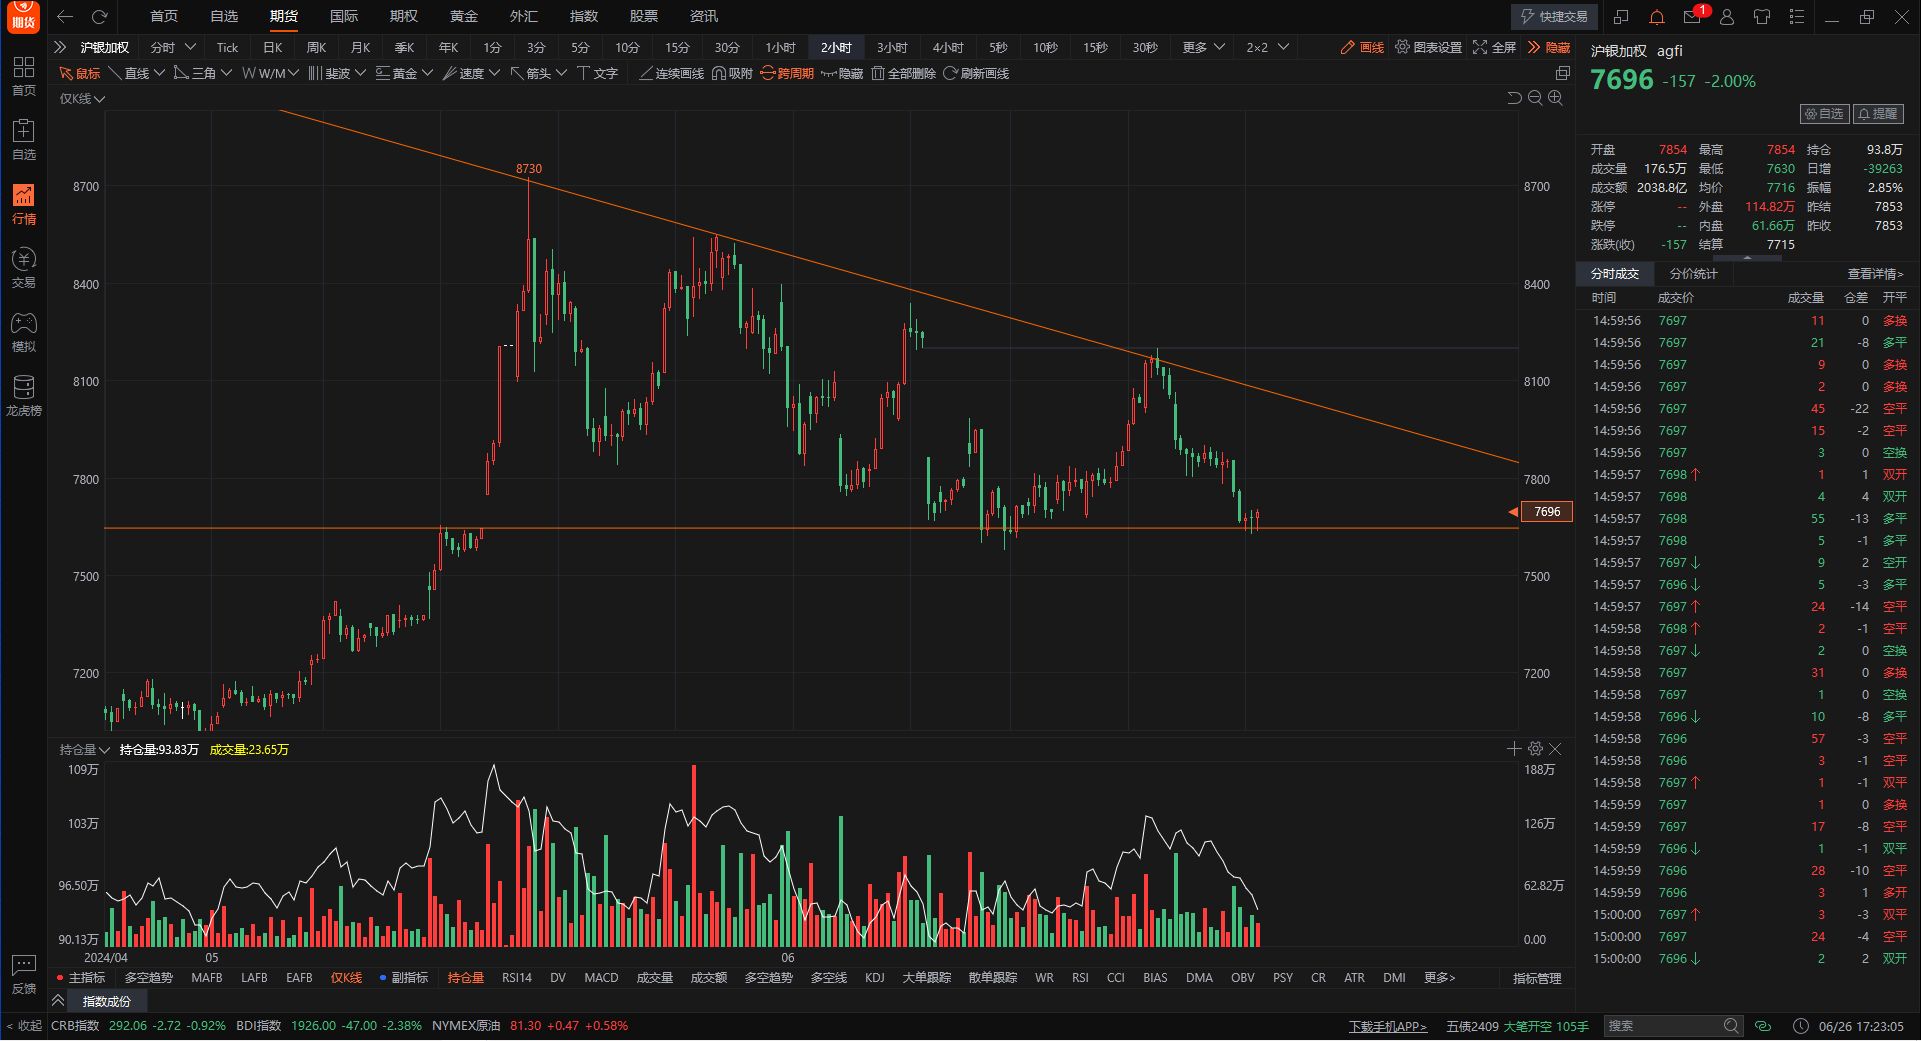 期货
首页 自选 期货 国际 期权 黄金 外汇 指数 股票 资讯
快捷交易 1
沪银加权 分时 Tick 日K 周K 月K 季K 年K 1分 3分 5分 10分 15分 30分 1小时 2小时 3小时 4小时 5秒 10秒 15秒 30秒 更多 2×2 画线 图表设置 全屏 隐藏
鼠标 直线 三角 W/M 斐波 黄金 速度 箭头 文字 连续画线 吸附 跨周期 隐藏 全部删除 刷新画线
仅K线
首页
自选
行情
交易
模拟
龙虎榜
反馈
< 收起
8730
8700 8700
8400 8400
8100 8100
7800 7800
7696
7500 7500
7200 7200
持仓量 持仓量:93.83万 成交量:23.65万
109万 188万
103万 126万
96.50万 62.82万
90.13万 0.00
2024/04 05 06
主指标 多空趋势 MAFB LAFB EAFB 仅K线 副指标 持仓量 RSI14 DV MACD 成交量 成交额 多空趋势 多空线 KDJ 大单跟踪 散单跟踪 WR RSI CCI BIAS DMA OBV PSY CR ATR DMI 更多> 指标管理
指数成份
沪银加权 agfi
7696 -157 -2.00%
自选 提醒
开盘 7854 最高 7854 持仓 93.8万
成交量 176.5万 最低 7630 日增 -39263
成交额 2038.8亿 均价 7716 振幅 2.85%
涨停 -- 外盘 114.82万 昨结 7853
跌停 -- 内盘 61.66万 昨收 7853
涨跌(收) -157 结算 7715
分时成交 分价统计 查看详情>
时间 成交价 成交量 仓差 开平
14:59:56 7697 11 0 多换
14:59:56 7697 21 -8 多平
14:59:56 7697 9 0 多换
14:59:56 7697 2 0 多换
14:59:56 7697 45 -22 空平
14:59:56 7697 15 -2 空平
14:59:56 7697 3 0 空换
14:59:57 7698↑ 1 1 双开
14:59:57 7698 4 4 双开
14:59:57 7698 55 -13 多平
14:59:57 7698 5 -1 多平
14:59:57 7697↓ 9 2 空开
14:59:57 7696↓ 5 -3 多平
14:59:57 7697↑ 24 -14 空平
14:59:58 7698↑ 2 -1 空平
14:59:58 7697↓ 2 0 空换
14:59:58 7697 31 0 多换
14:59:58 7697 1 0 空换
14:59:58 7696↓ 10 -8 多平
14:59:58 7696 57 -3 空平
14:59:58 7696 3 -1 空平
14:59:58 7697↑ 1 -1 双平
14:59:59 7697 1 0 多换
14:59:59 7697 17 -8 空平
14:59:59 7696↓ 1 -1 双平
14:59:59 7696 28 -10 空平
14:59:59 7696 3 1 多开
15:00:00 7697↑ 3 -3 双平
15:00:00 7697 24 -4 空平
15:00:00 7696↓ 2 2 双开
CRB指数 292.06 -2.72 -0.92% BDI指数 1926.00 -47.00 -2.38% NYMEX原油 81.30 +0.47 +0.58%
下载手机APP> 五债2409 大笔开空 105手 搜索 06/26 17:23:05